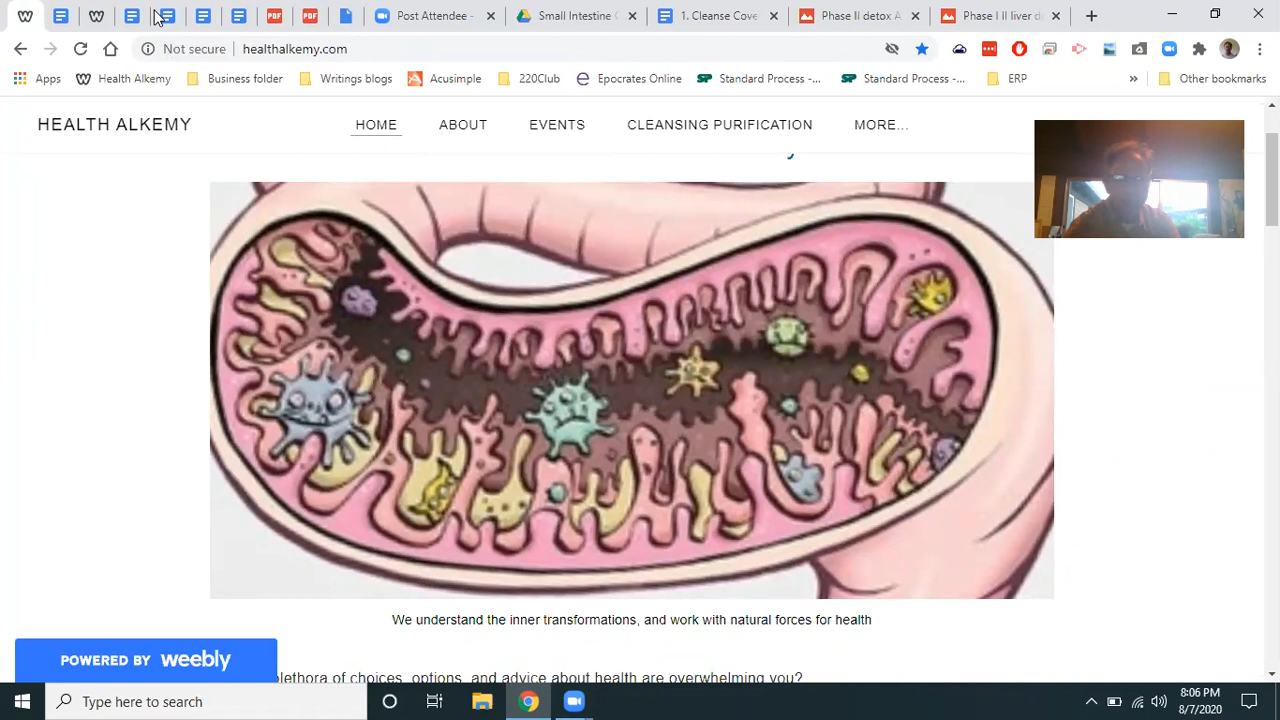 Post Attendee -
Small Intestine
1. Cleanse Cove
Phase I detox
Phase I II liver d
Not secure
healthalkemy.com
Apps
Health Alkemy
Business folder
Writings blogs
Acusimple
220Club
Epocrates Online
Standard Process -...
Standard Process -...
ERP
»
Other bookmarks
HEALTH ALKEMY
HOME
ABOUT
EVENTS
CLEANSING PURIFICATION
MORE...
We understand the inner transformations, and work with natural forces for health
POWERED BY weebly
plethora of choices, options, and advice about health are overwhelming you?
Type here to search
8:06 PM
8/7/2020